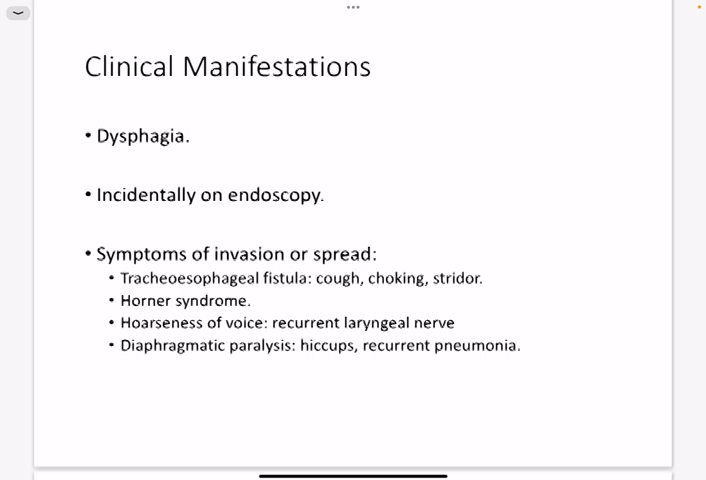 Clinical Manifestations
• Dysphagia.
• Incidentally on endoscopy.
• Symptoms of invasion or spread:
• Tracheoesophageal fistula: cough, choking, stridor.
• Horner syndrome.
• Hoarseness of voice: recurrent laryngeal nerve
• Diaphragmatic paralysis: hiccups, recurrent pneumonia.